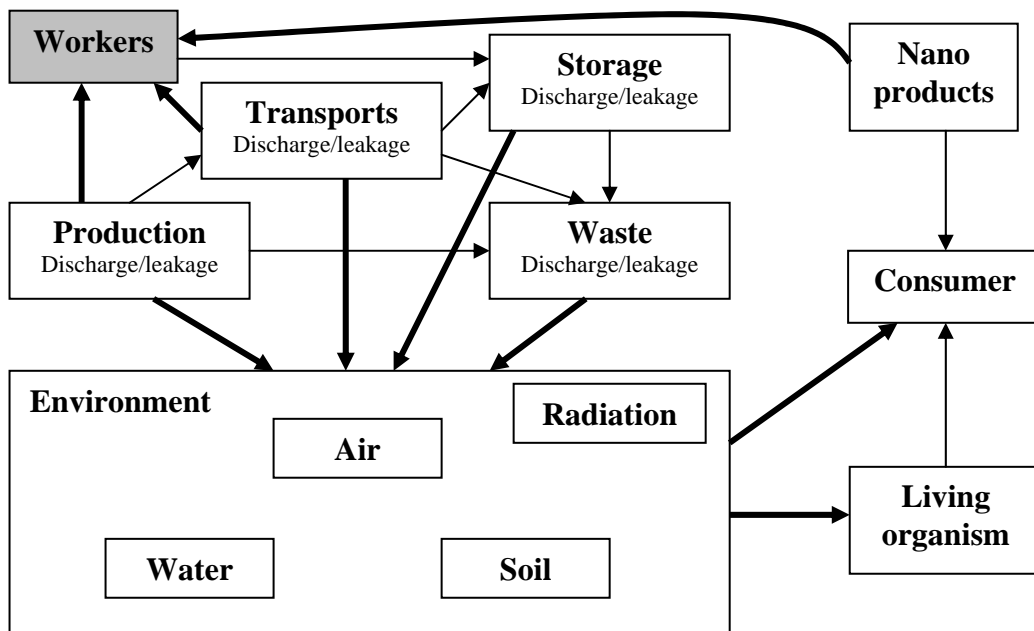 Workers
Storage
Discharge/leakage
Nano
products
Transports
Discharge/leakage
Production
Discharge/leakage
Waste
Discharge/leakage
Consumer
Environment
Radiation
Air
Living
organism
Water
Soil